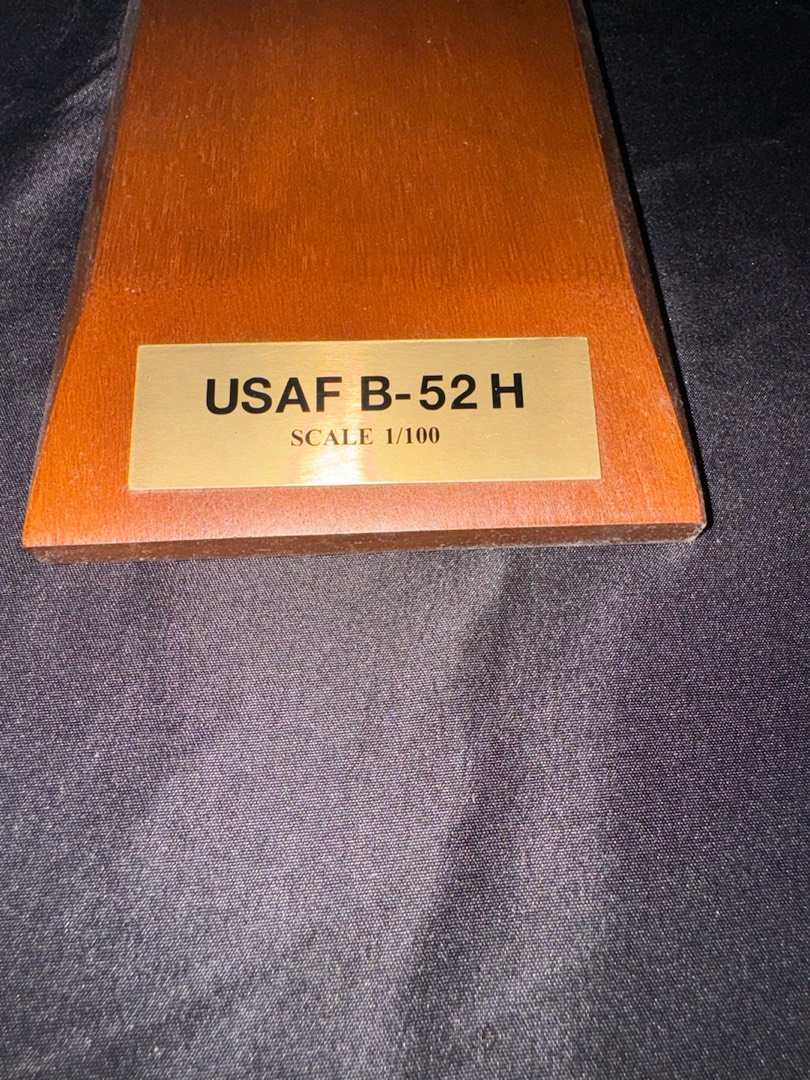 USAF B-52 H
SCALE 1/100